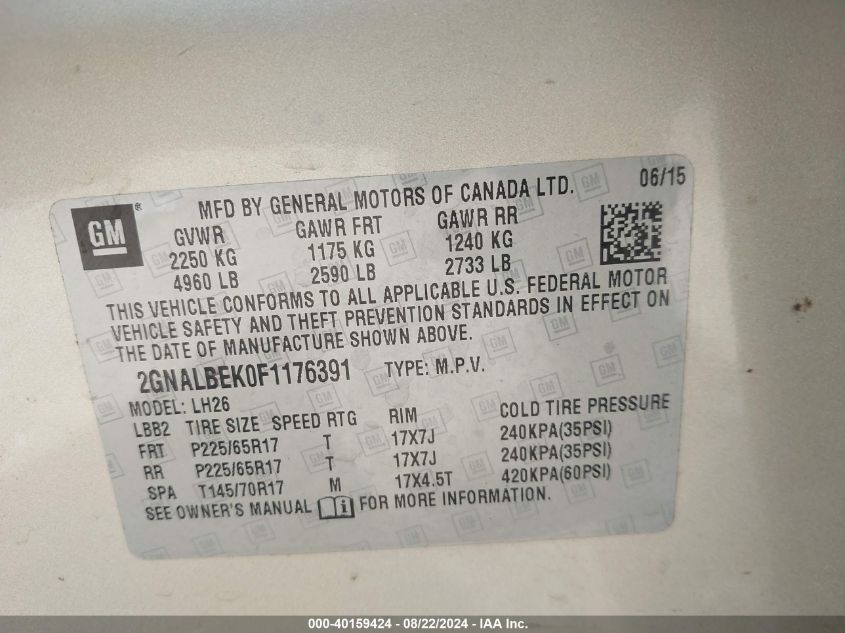 06/15
GM ®
MFD BY GENERAL MOTORS OF CANADA LTD.
GVWR GAWR FRT GAWR RR
2250 KG 1175 KG 1240 KG
4960 LB 2590 LB 2733 LB
THIS VEHICLE CONFORMS TO ALL APPLICABLE U.S. FEDERAL MOTOR
VEHICLE SAFETY AND THEFT PREVENTION STANDARDS IN EFFECT ON
THE DATE OF MANUFACTURE SHOWN ABOVE.
2GNALBEK0F1176391 TYPE: M.P.V.
MODEL: LH26
LBB2 TIRE SIZE SPEED RTG RIM COLD TIRE PRESSURE
FRT P225/65R17 T 17X7J 240KPA(35PSI)
RR P225/65R17 T 17X7J 240KPA(35PSI)
SPA T145/70R17 M 17X4.5T 420KPA(60PSI)
SEE OWNER'S MANUAL i FOR MORE INFORMATION.
000-40159424 - 08/22/2024 - IAA Inc.